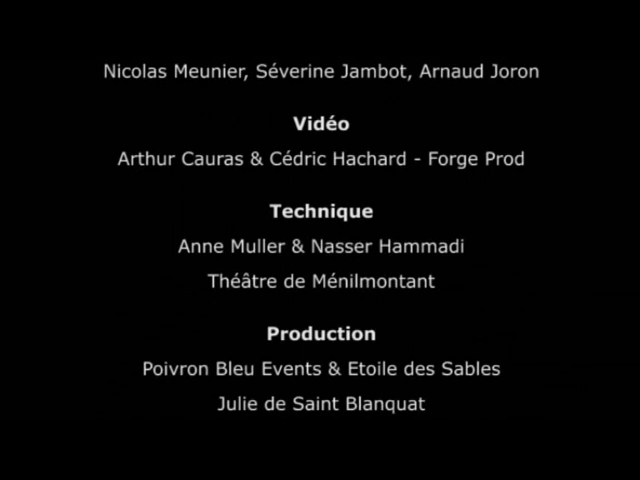 Nicolas Meunier, Séverine Jambot, Arnaud Joron
Vidéo
Arthur Cauras & Cédric Hachard - Forge Prod
Technique
Anne Muller & Nasser Hammadi
Théâtre de Ménilmontant
Production
Poivron Bleu Events & Etoile des Sables
Julie de Saint Blanquat